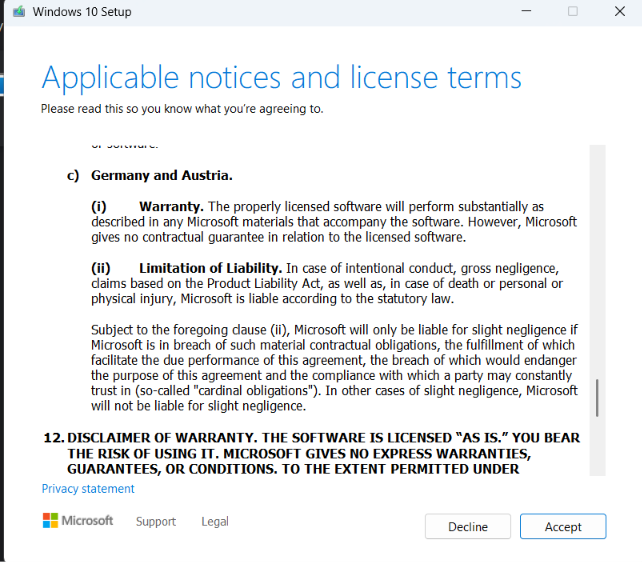 Windows 10 Setup
Applicable notices and license terms
Please read this so you know what you're agreeing to.
or software.
c) Germany and Austria.
(i) Warranty. The properly licensed software will perform substantially as
described in any Microsoft materials that accompany the software. However, Microsoft
gives no contractual guarantee in relation to the licensed software.
(ii) Limitation of Liability. In case of intentional conduct, gross negligence,
claims based on the Product Liability Act, as well as, in case of death or personal or
physical injury, Microsoft is liable according to the statutory law.
Subject to the foregoing clause (ii), Microsoft will only be liable for slight negligence if
Microsoft is in breach of such material contractual obligations, the fulfillment of which
facilitate the due performance of this agreement, the breach of which would endanger
the purpose of this agreement and the compliance with which a party may constantly
trust in (so-called "cardinal obligations"). In other cases of slight negligence, Microsoft
will not be liable for slight negligence.
12. DISCLAIMER OF WARRANTY. THE SOFTWARE IS LICENSED “AS IS.” YOU BEAR
THE RISK OF USING IT. MICROSOFT GIVES NO EXPRESS WARRANTIES,
GUARANTEES, OR CONDITIONS. TO THE EXTENT PERMITTED UNDER
Privacy statement
Microsoft Support Legal Decline Accept